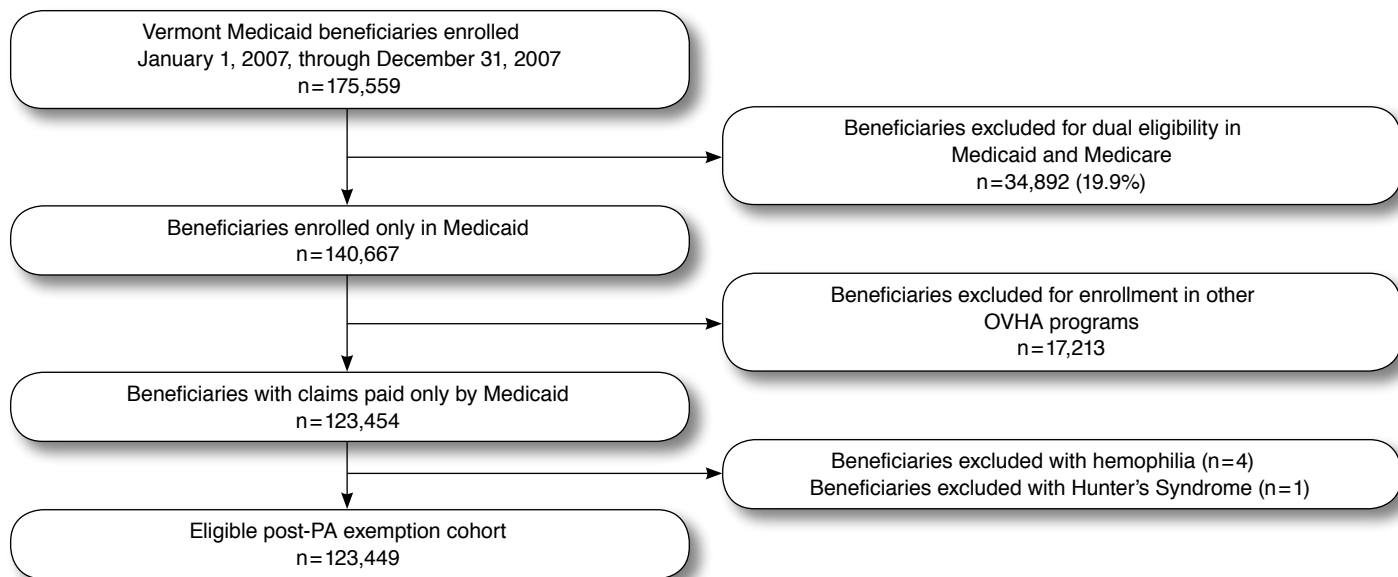 Vermont Medicaid beneficiaries enrolled
January 1, 2007, through December 31, 2007
n=175,559
Beneficiaries excluded for dual eligibility in
Medicaid and Medicare
n=34,892 (19.9%)
Beneficiaries enrolled only in Medicaid
n=140,667
Beneficiaries excluded for enrollment in other
OVHA programs
n=17,213
Beneficiaries with claims paid only by Medicaid
n=123,454
Beneficiaries excluded with hemophilia (n=4)
Beneficiaries excluded with Hunter’s Syndrome (n=1)
Eligible post-PA exemption cohort
n=123,449